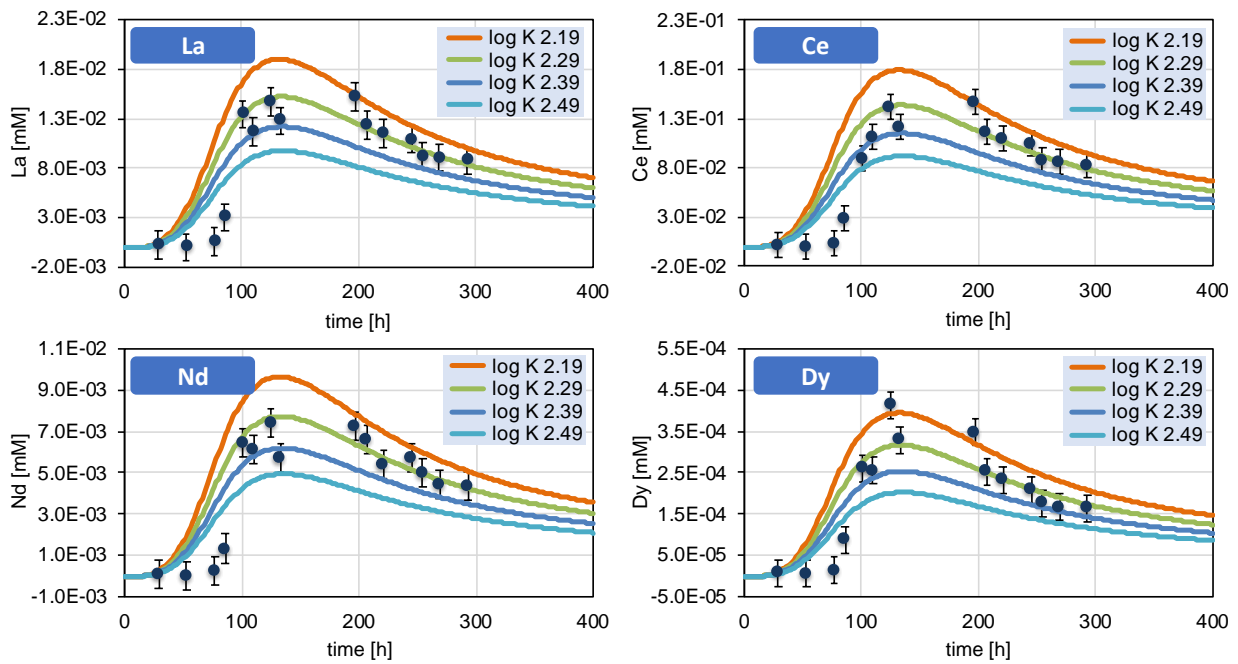 La
log K 2.19
log K 2.29
log K 2.39
log K 2.49
2.3E-02
1.8E-02
1.3E-02
8.0E-03
3.0E-03
-2.0E-03
La [mM]
0 100 200 300 400
time [h]
Ce
log K 2.19
log K 2.29
log K 2.39
log K 2.49
2.3E-01
1.8E-01
1.3E-01
8.0E-02
3.0E-02
-2.0E-02
Ce [mM]
0 100 200 300 400
time [h]
Nd
log K 2.19
log K 2.29
log K 2.39
log K 2.49
1.1E-02
9.0E-03
7.0E-03
5.0E-03
3.0E-03
1.0E-03
-1.0E-03
Nd [mM]
0 100 200 300 400
time [h]
Dy
log K 2.19
log K 2.29
log K 2.39
log K 2.49
5.5E-04
4.5E-04
3.5E-04
2.5E-04
1.5E-04
5.0E-05
-5.0E-05
Dy [mM]
0 100 200 300 400
time [h]